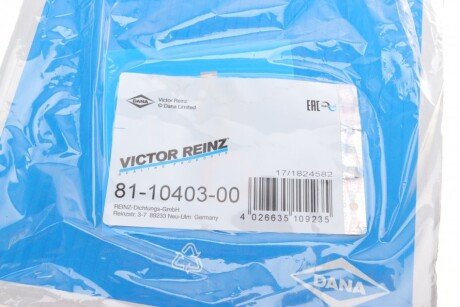 DANA
Victor Reinz
© Dana Limited
EAC
VICTOR REINZ
17/1824582
81-10403-00
REINZ-Dichtungs-GmbH
Reinzstr. 3-7 89233 Neu-Ulm, Germany
4 026635 109235
DANA
DANA